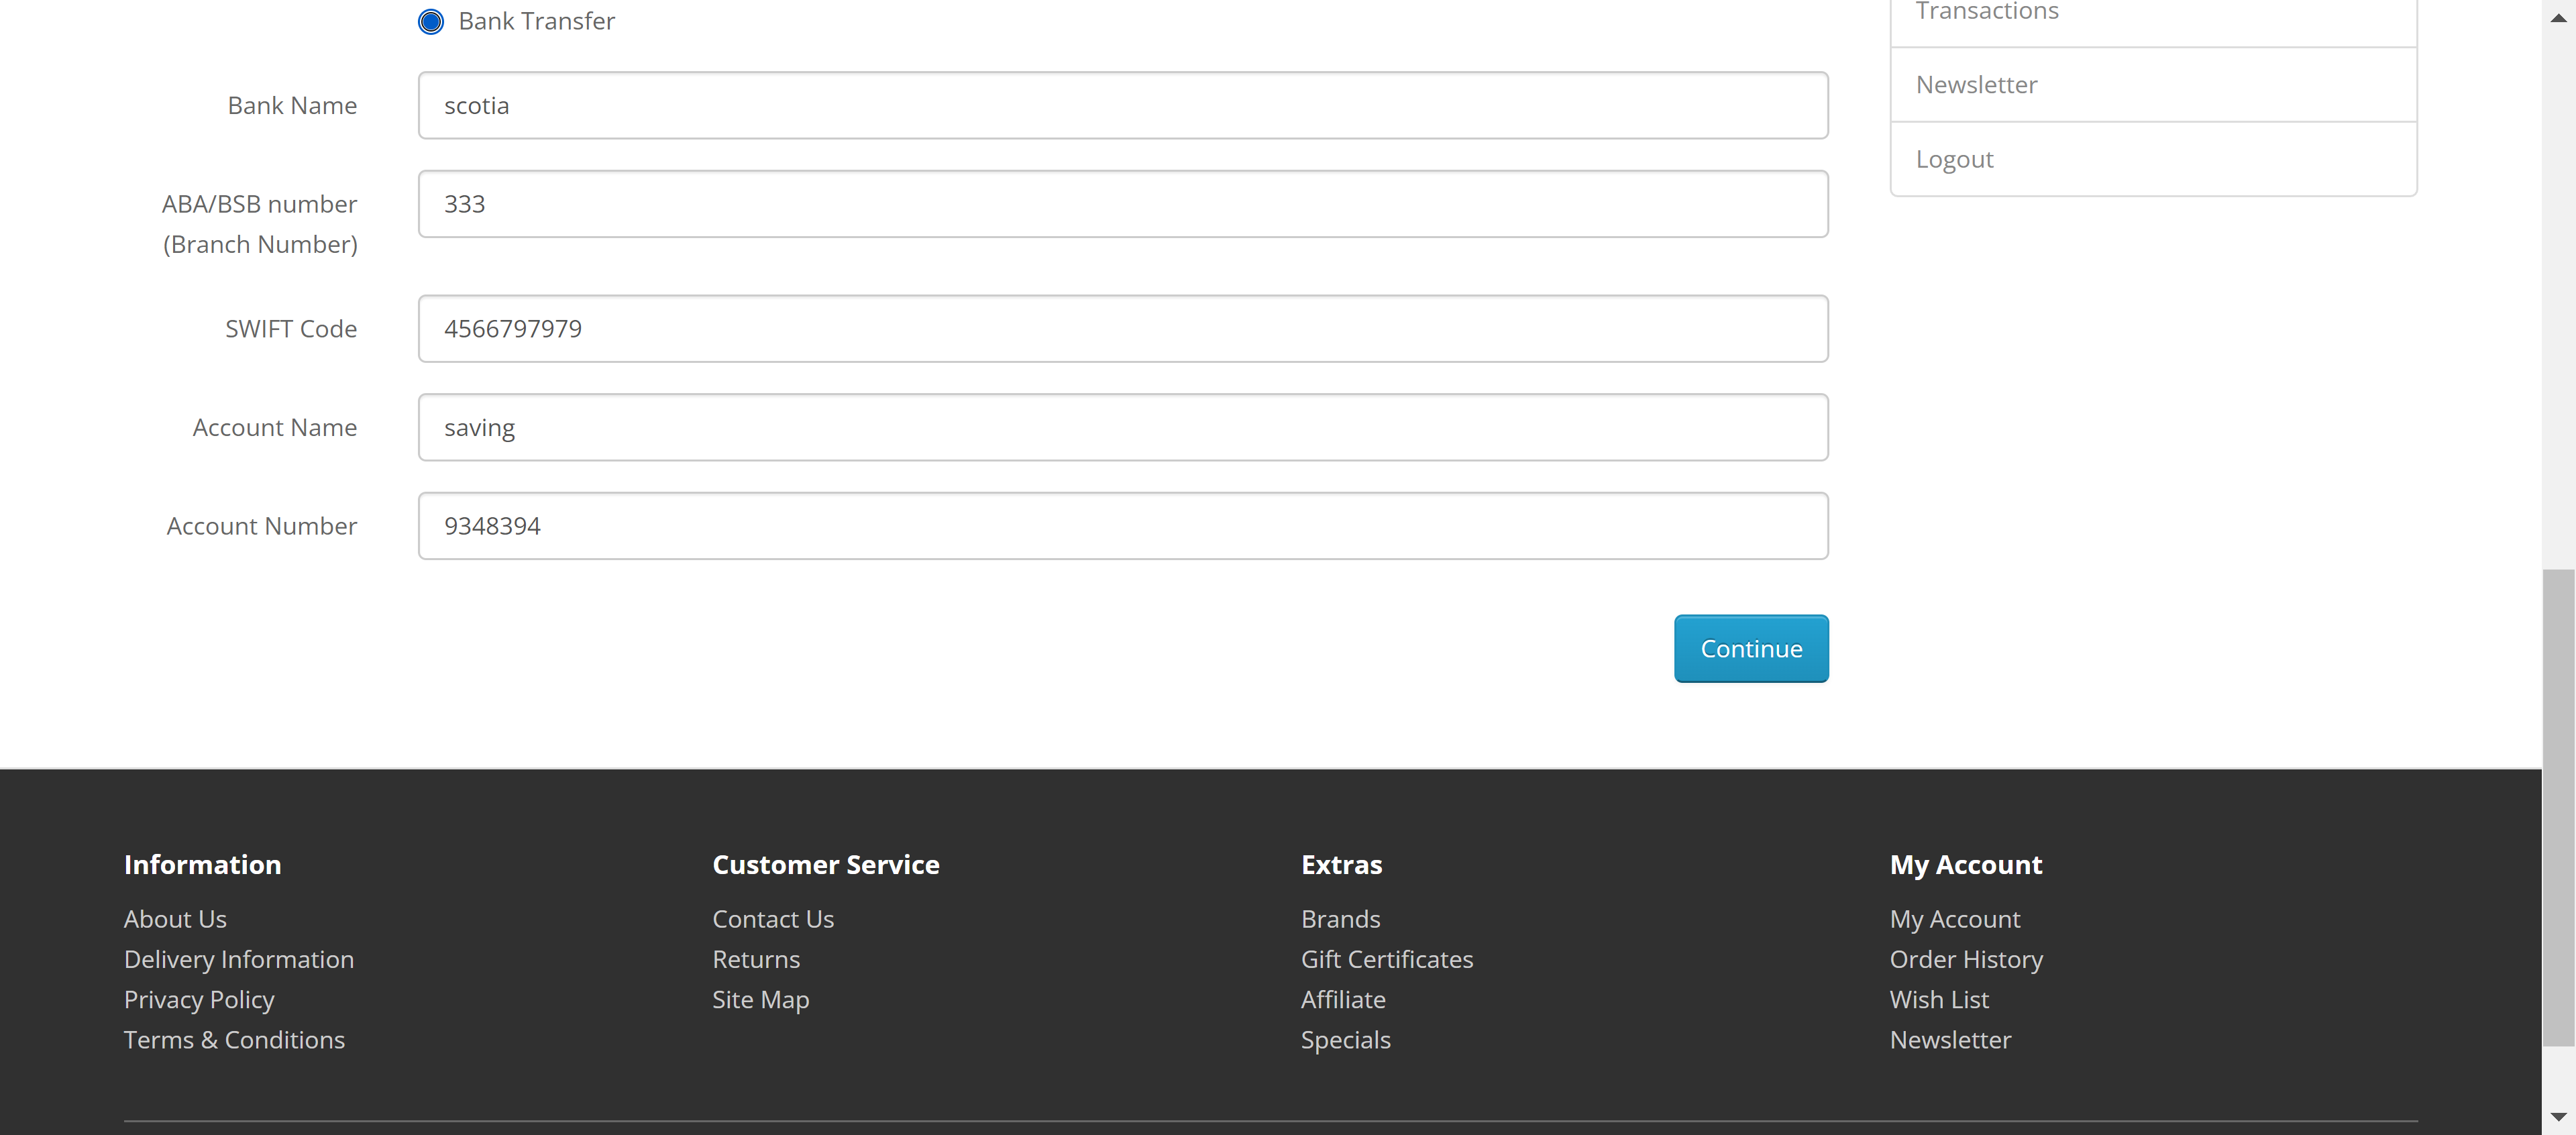 Bank Transfer
Bank Name
scotia
ABA/BSB number
(Branch Number)
333
SWIFT Code
4566797979
Account Name
saving
Account Number
9348394
Continue
Transactions
Newsletter
Logout
Information
About Us
Delivery Information
Privacy Policy
Terms & Conditions
Customer Service
Contact Us
Returns
Site Map
Extras
Brands
Gift Certificates
Affiliate
Specials
My Account
My Account
Order History
Wish List
Newsletter